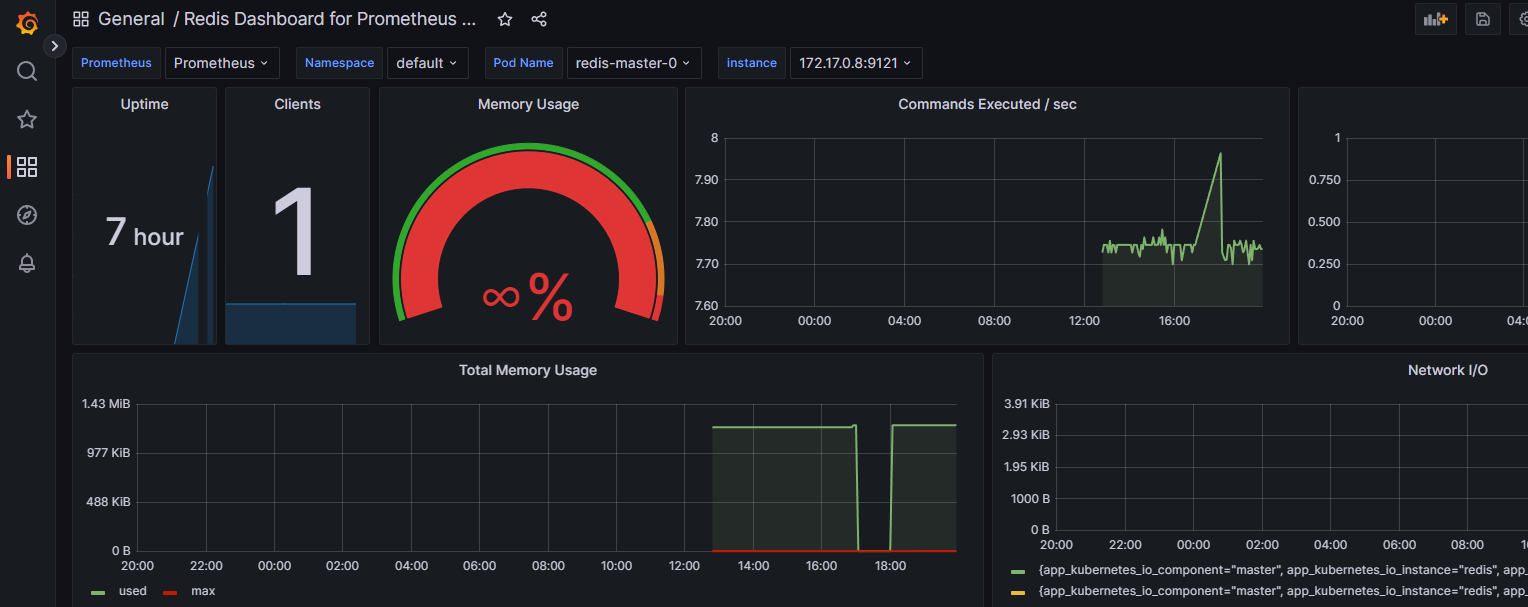 General / Redis Dashboard for Prometheus ...
Prometheus Prometheus Namespace default Pod Name redis-master-0 instance 172.17.0.8:9121
Uptime
7 hour
Clients
1
Memory Usage
∞%
Commands Executed / sec
8
7.90
7.80
7.70
7.60
20:00 00:00 04:00 08:00 12:00 16:00
1
0.750
0.500
0.250
0
20:00 00:00 04:0
Total Memory Usage
1.43 MiB
977 KiB
488 KiB
0 B
20:00 22:00 00:00 02:00 04:00 06:00 08:00 10:00 12:00 14:00 16:00 18:00
used max
Network I/O
3.91 KiB
2.93 KiB
1.95 KiB
1000 B
0 B
20:00 22:00 00:00 02:00 04:00 06:00 08:00 10
{app_kubernetes_io_component="master", app_kubernetes_io_instance="redis", app_
{app_kubernetes_io_component="master", app_kubernetes_io_instance="redis", app_